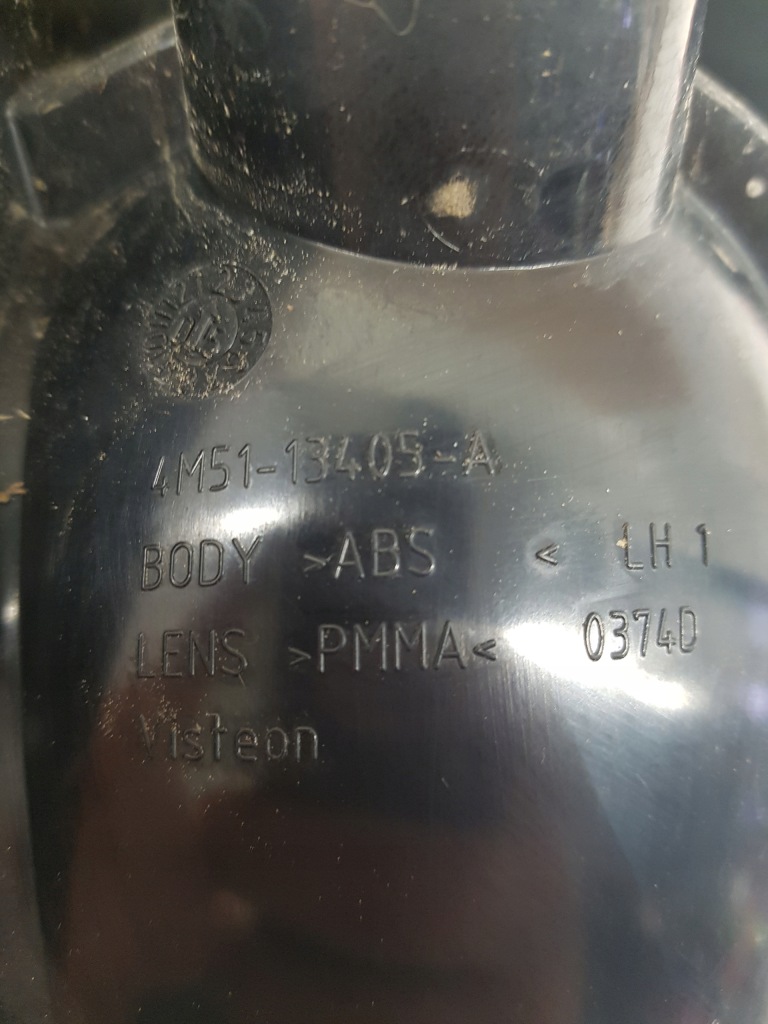 4M51-13405-A
BODY >ABS < LH 1
LENS >PMMA< 0374D
Visteon